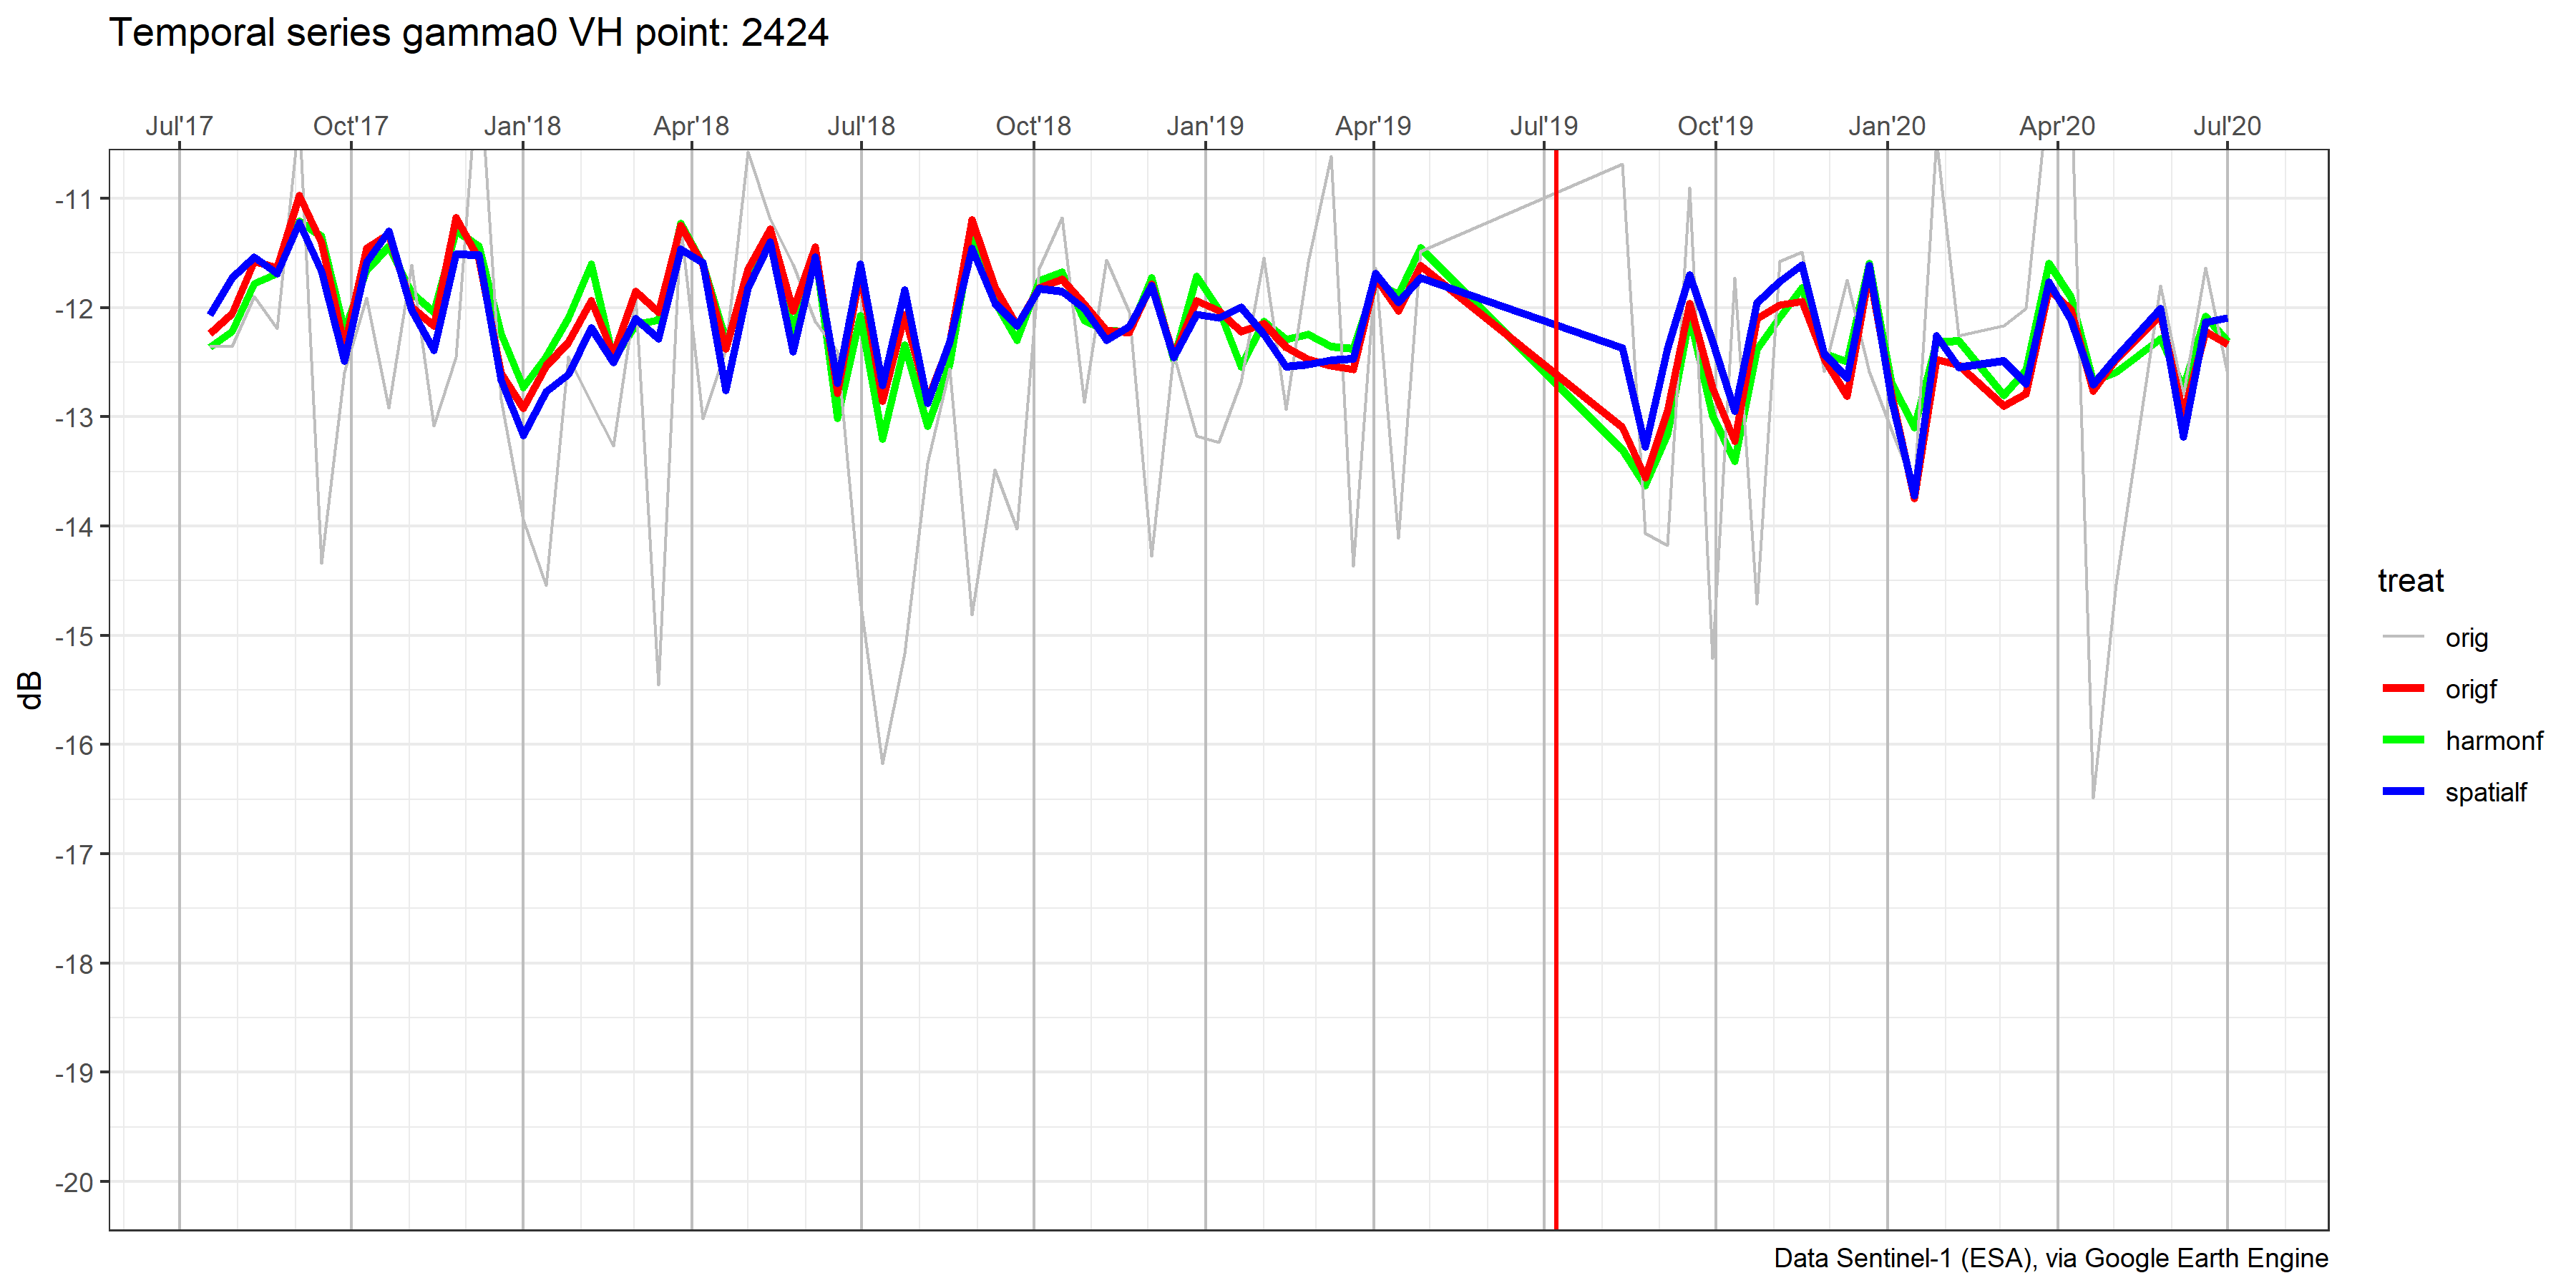 Temporal series gamma0 VH point: 2424
Jul'17 Oct'17 Jan'18 Apr'18 Jul'18 Oct'18 Jan'19 Apr'19 Jul'19 Oct'19 Jan'20 Apr'20 Jul'20
-11
-12
-13
-14
-15
-16
-17
-18
-19
-20
dB
treat
orig
origf
harmonf
spatialf
Data Sentinel-1 (ESA), via Google Earth Engine